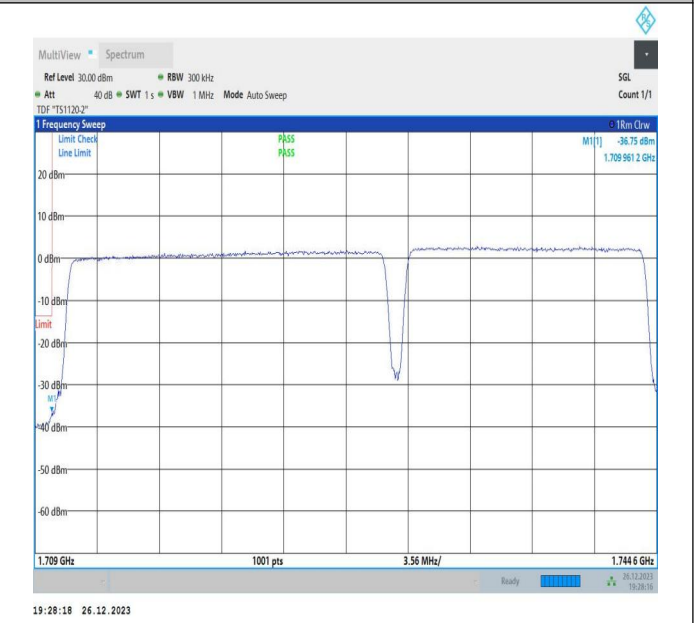 MultiView Spectrum
Ref Level 30.00 dBm RBW 300 kHz SGL
Att 40 dB SWT 1 s VBW 1 MHz Mode Auto Sweep Count 1/1
TDF "TS1120-2"
1 Frequency Sweep 1Rm Clrw
Limit Check PASS M1[1] -36.75 dBm
Line Limit PASS 1.709 961 2 GHz
20 dBm
10 dBm
0 dBm
-10 dBm
Limit
-20 dBm
-30 dBm
M1
-40 dBm
-50 dBm
-60 dBm
1.709 GHz 1001 pts 3.56 MHz/ 1.744 6 GHz
Ready 26.12.2023
19:28:16
19:28:18 26.12.2023